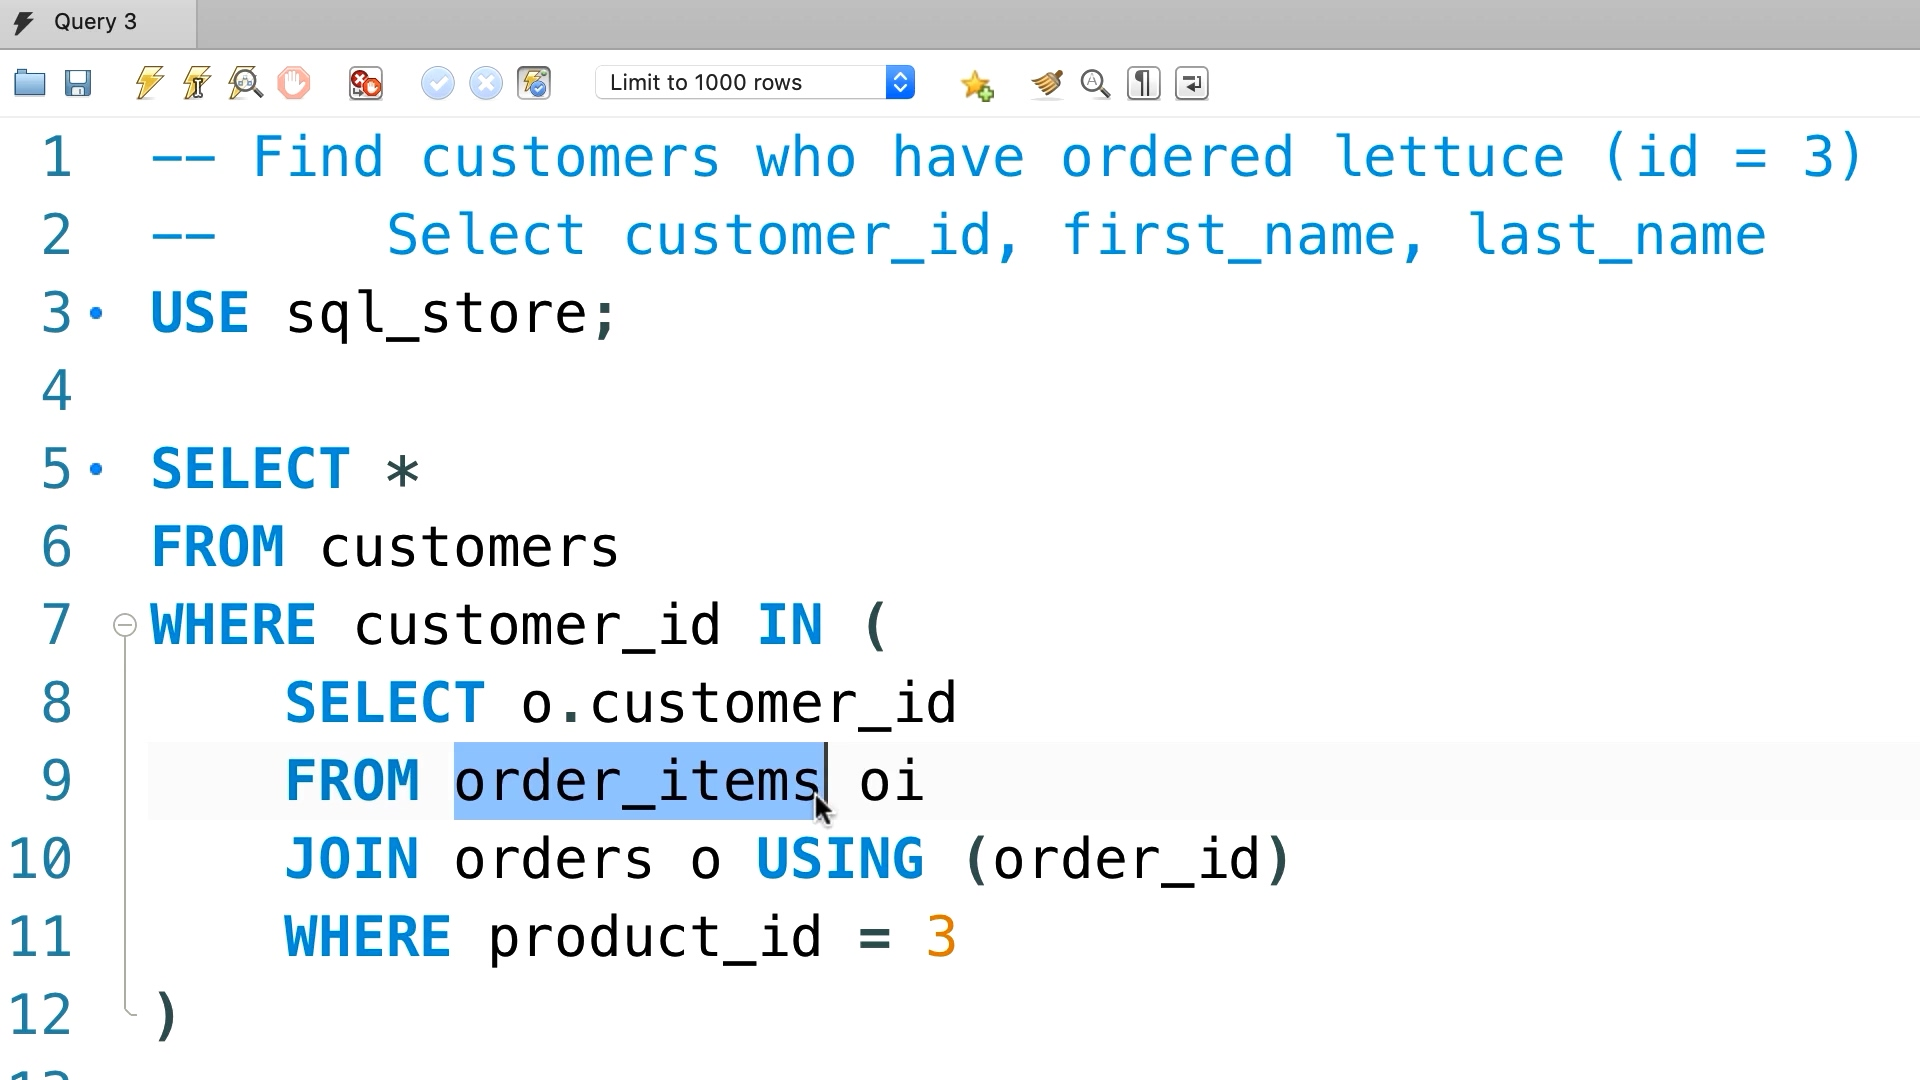 Query 3
Limit to 1000 rows
1 -- Find customers who have ordered lettuce (id = 3)
2 --     Select customer_id, first_name, last_name
3 USE sql_store;
4
5 SELECT *
6 FROM customers
7 WHERE customer_id IN (
8     SELECT o.customer_id
9     FROM order_items oi
10     JOIN orders o USING (order_id)
11     WHERE product_id = 3
12 )